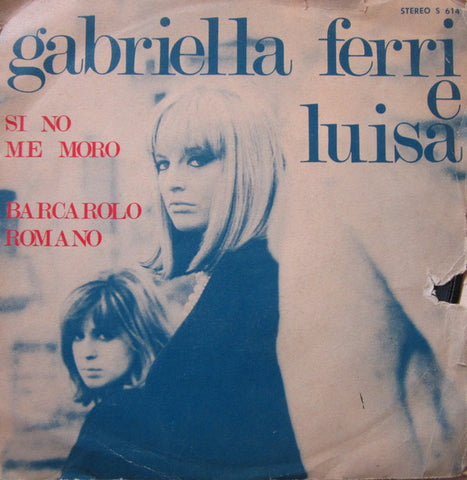 STEREO S 614
gabriella ferri
e
luisa
SI NO
ME MORO
BARCAROLO
ROMANO